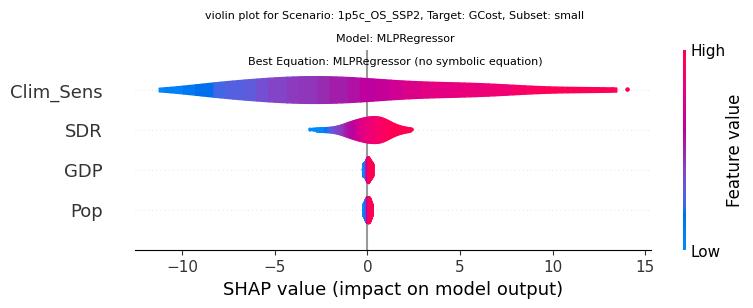 violin plot for Scenario: 1p5c_OS_SSP2, Target: GCost, Subset: small
Model: MLPRegressor
Best Equation: MLPRegressor (no symbolic equation)
High
Clim_Sens
SDR
GDP
Pop
Feature value
Low
−10 −5 0 5 10 15
SHAP value (impact on model output)